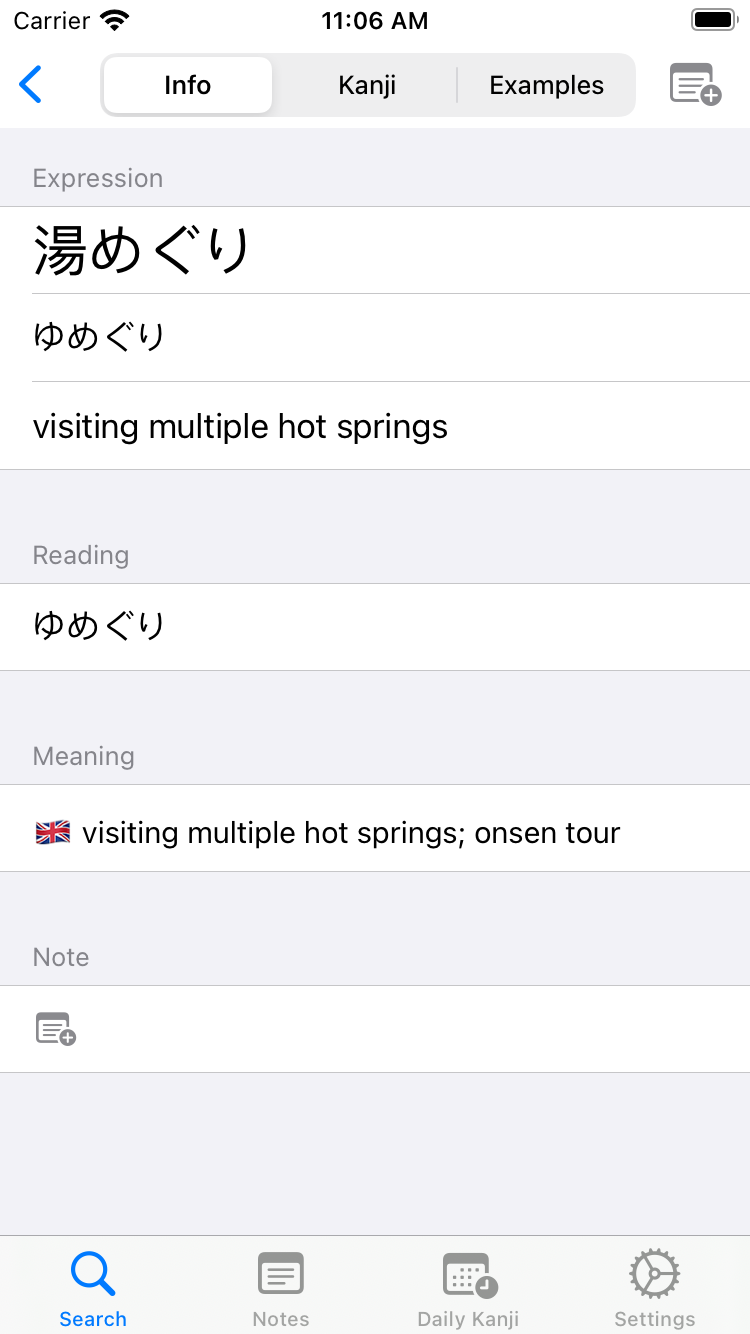 Carrier 11:06 AM
Info Kanji Examples
Expression
湯めぐり
ゆめぐり
visiting multiple hot springs
Reading
ゆめぐり
Meaning
🇬🇧 visiting multiple hot springs; onsen tour
Note
Search Notes Daily Kanji Settings